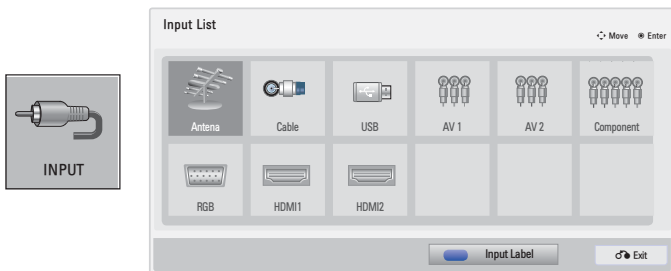 Input List
Move Enter
Antena Cable USB AV 1 AV 2 Component
INPUT
RGB HDMI1 HDMI2
Input Label Exit